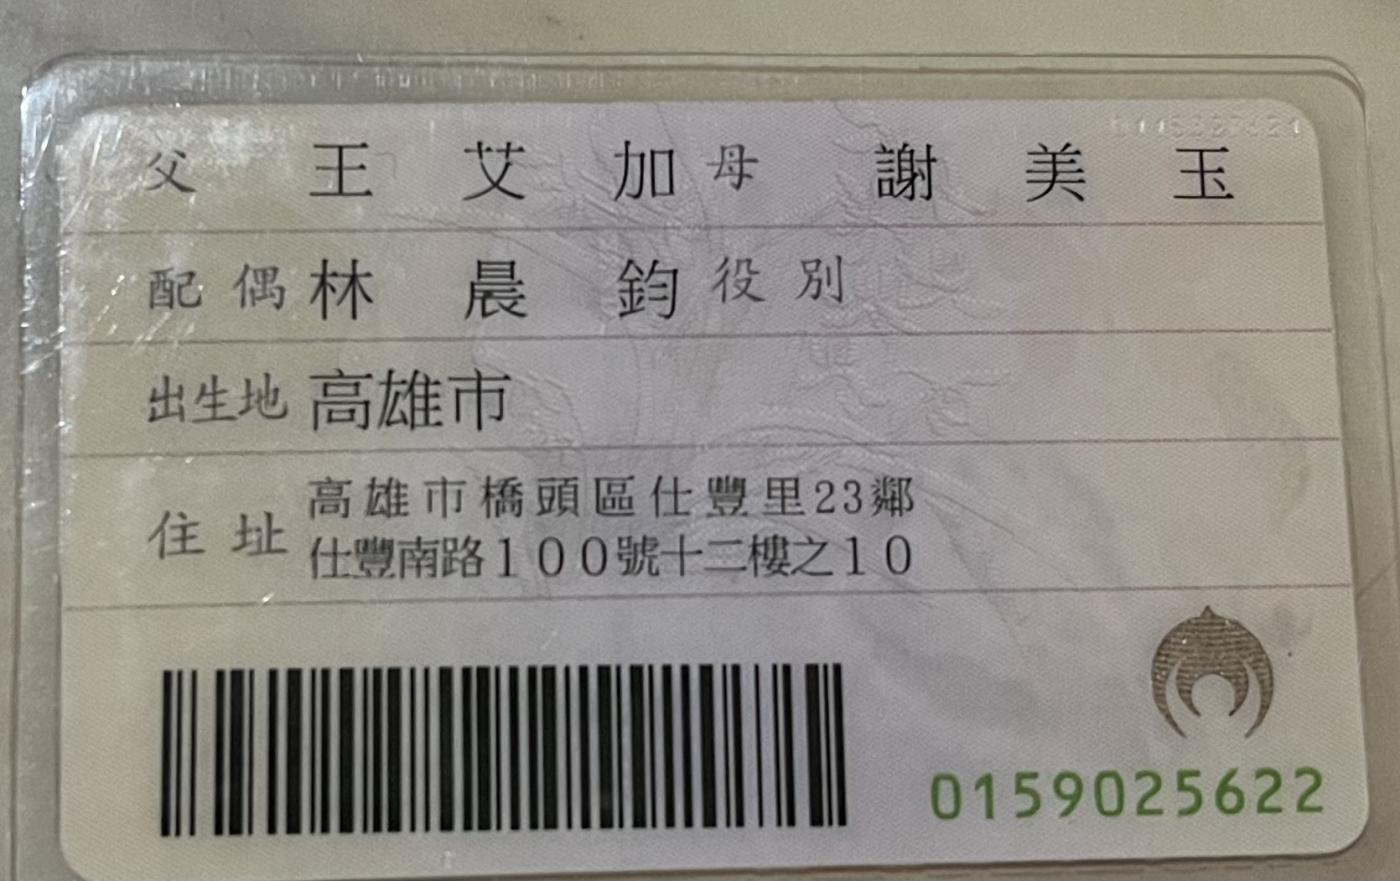 父 王艾加 母 謝美玉
配偶 林晨鈞 役別
出生地 高雄市
住址 高雄市橋頭區仕豐里23鄰
仕豐南路100號十二樓之10
0159025622